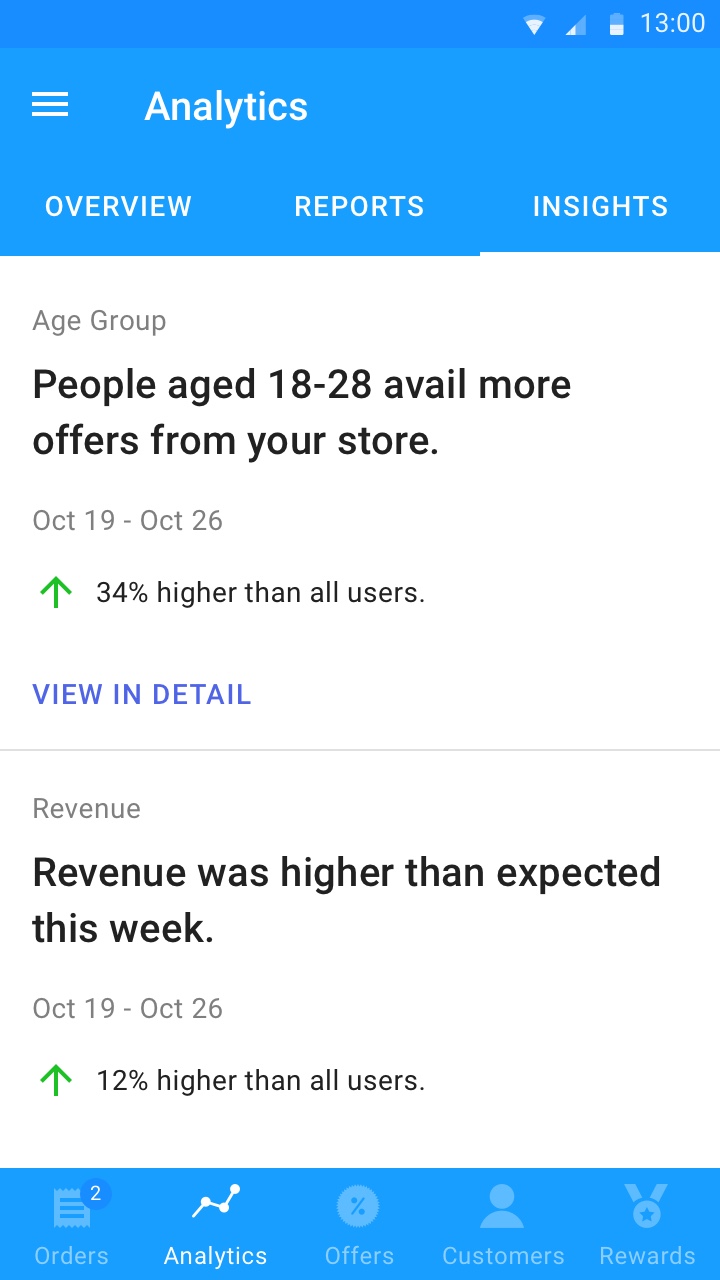 13:00
Analytics
OVERVIEW REPORTS INSIGHTS
Age Group
People aged 18-28 avail more
offers from your store.
Oct 19 - Oct 26
34% higher than all users.
VIEW IN DETAIL
Revenue
Revenue was higher than expected
this week.
Oct 19 - Oct 26
12% higher than all users.
2
%
Orders Analytics Offers Customers Rewards